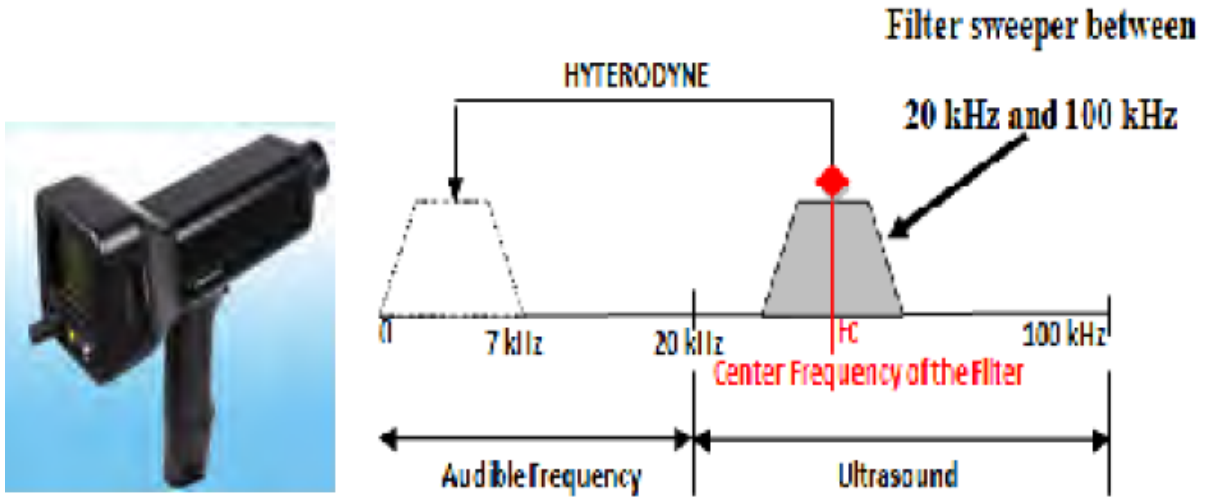 Filter sweeper between
HYTERODYNE
20 kHz and 100 kHz
0
7 kHz
20 kHz
FC
100 kHz
Center Frequency of the Filter
Audible Frequency
Ultrasound